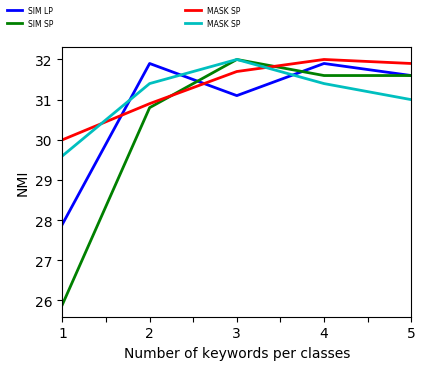 SIM LP MASK SP
SIM SP MASK SP
32
31
30
29
28
27
26
NMI
1 2 3 4 5
Number of keywords per classes